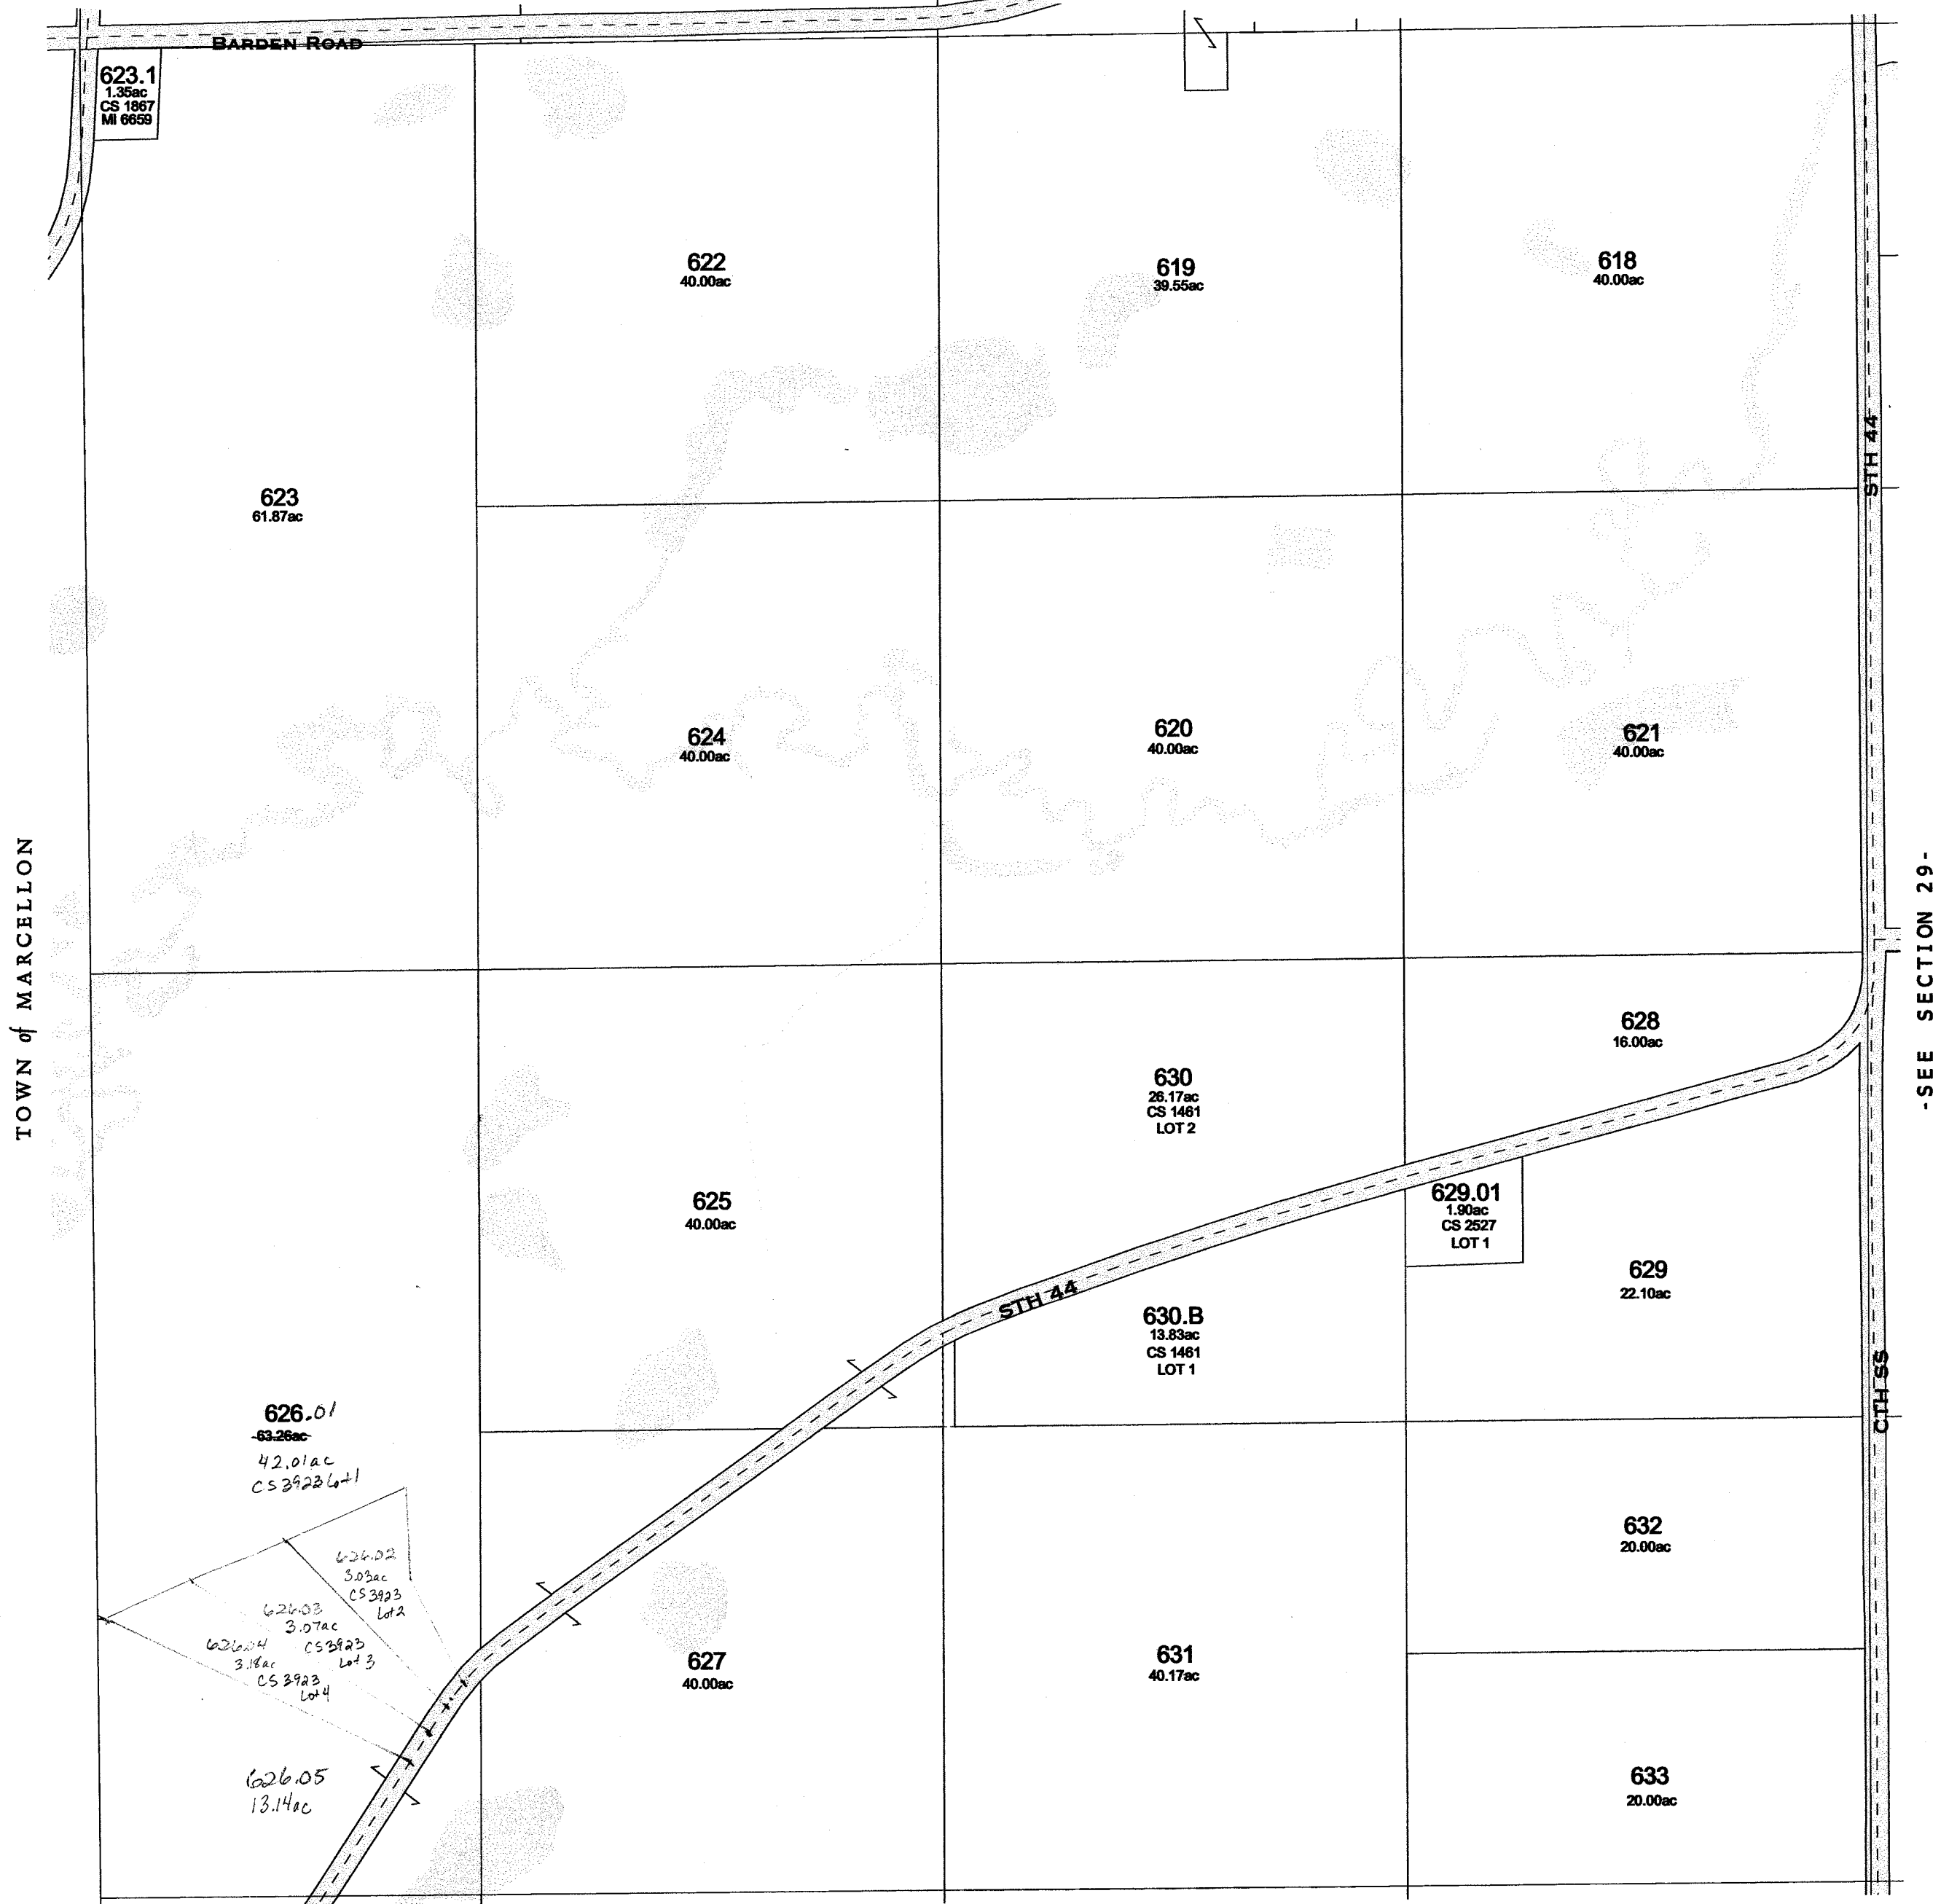 BARDEN ROAD
623.1
1.35ac
CS 1867
MI 6659
622
40.00ac
619
39.55ac
618
40.00ac
STH 44
623
61.87ac
624
40.00ac
620
40.00ac
621
40.00ac
TOWN of MARCELLON
-SEE SECTION 29-
628
16.00ac
630
26.17ac
CS 1461
LOT 2
625
40.00ac
629.01
1.90ac
CS 2527
LOT 1
629
22.10ac
STH 44
630.B
13.83ac
CS 1461
LOT 1
CTH SS
626.01
63.26ac
42.01ac
CS3923 Lot 1
626.02
3.03ac
CS3923
Lot 2
626.03
3.07ac
CS3923
Lot 3
626.04
3.18ac
CS3923
Lot 4
632
20.00ac
627
40.00ac
631
40.17ac
626.05
13.14ac
633
20.00ac